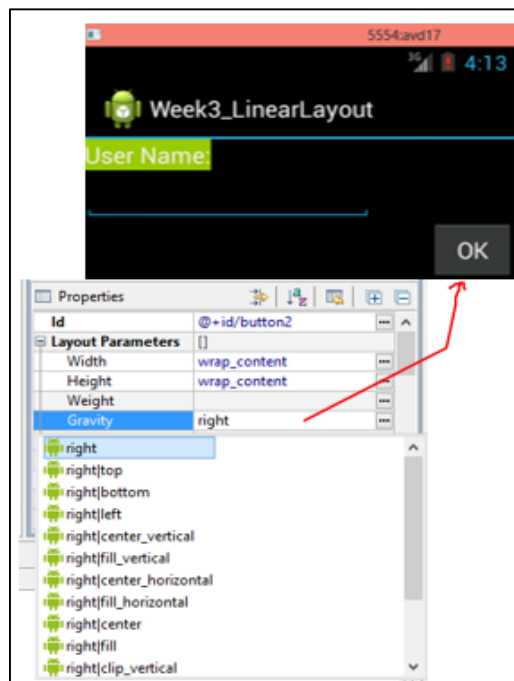 5554:avd17
3G 4:13
Week3_LinearLayout
User Name:
OK
Properties
Id @+id/button2
Layout Parameters []
Width wrap_content
Height wrap_content
Weight
Gravity right
right
right|top
right|bottom
right|left
right|center_vertical
right|fill_vertical
right|center_horizontal
right|fill_horizontal
right|center
right|fill
right|clip_vertical